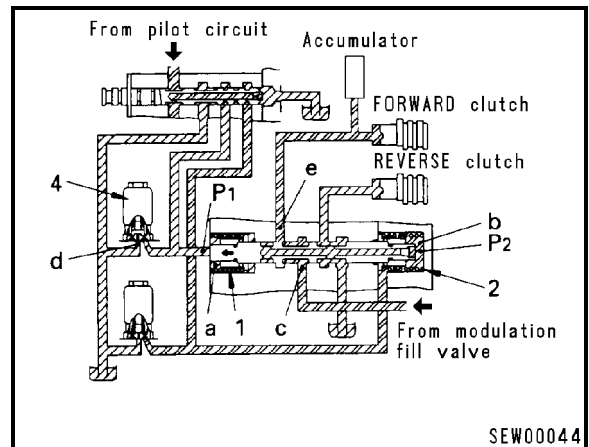 From pilot circuit
Accumulator
FORWARD clutch
REVERSE clutch
4
P1
e
b
P2
d
a
1
c
2
From modulation
fill valve
SEW00044